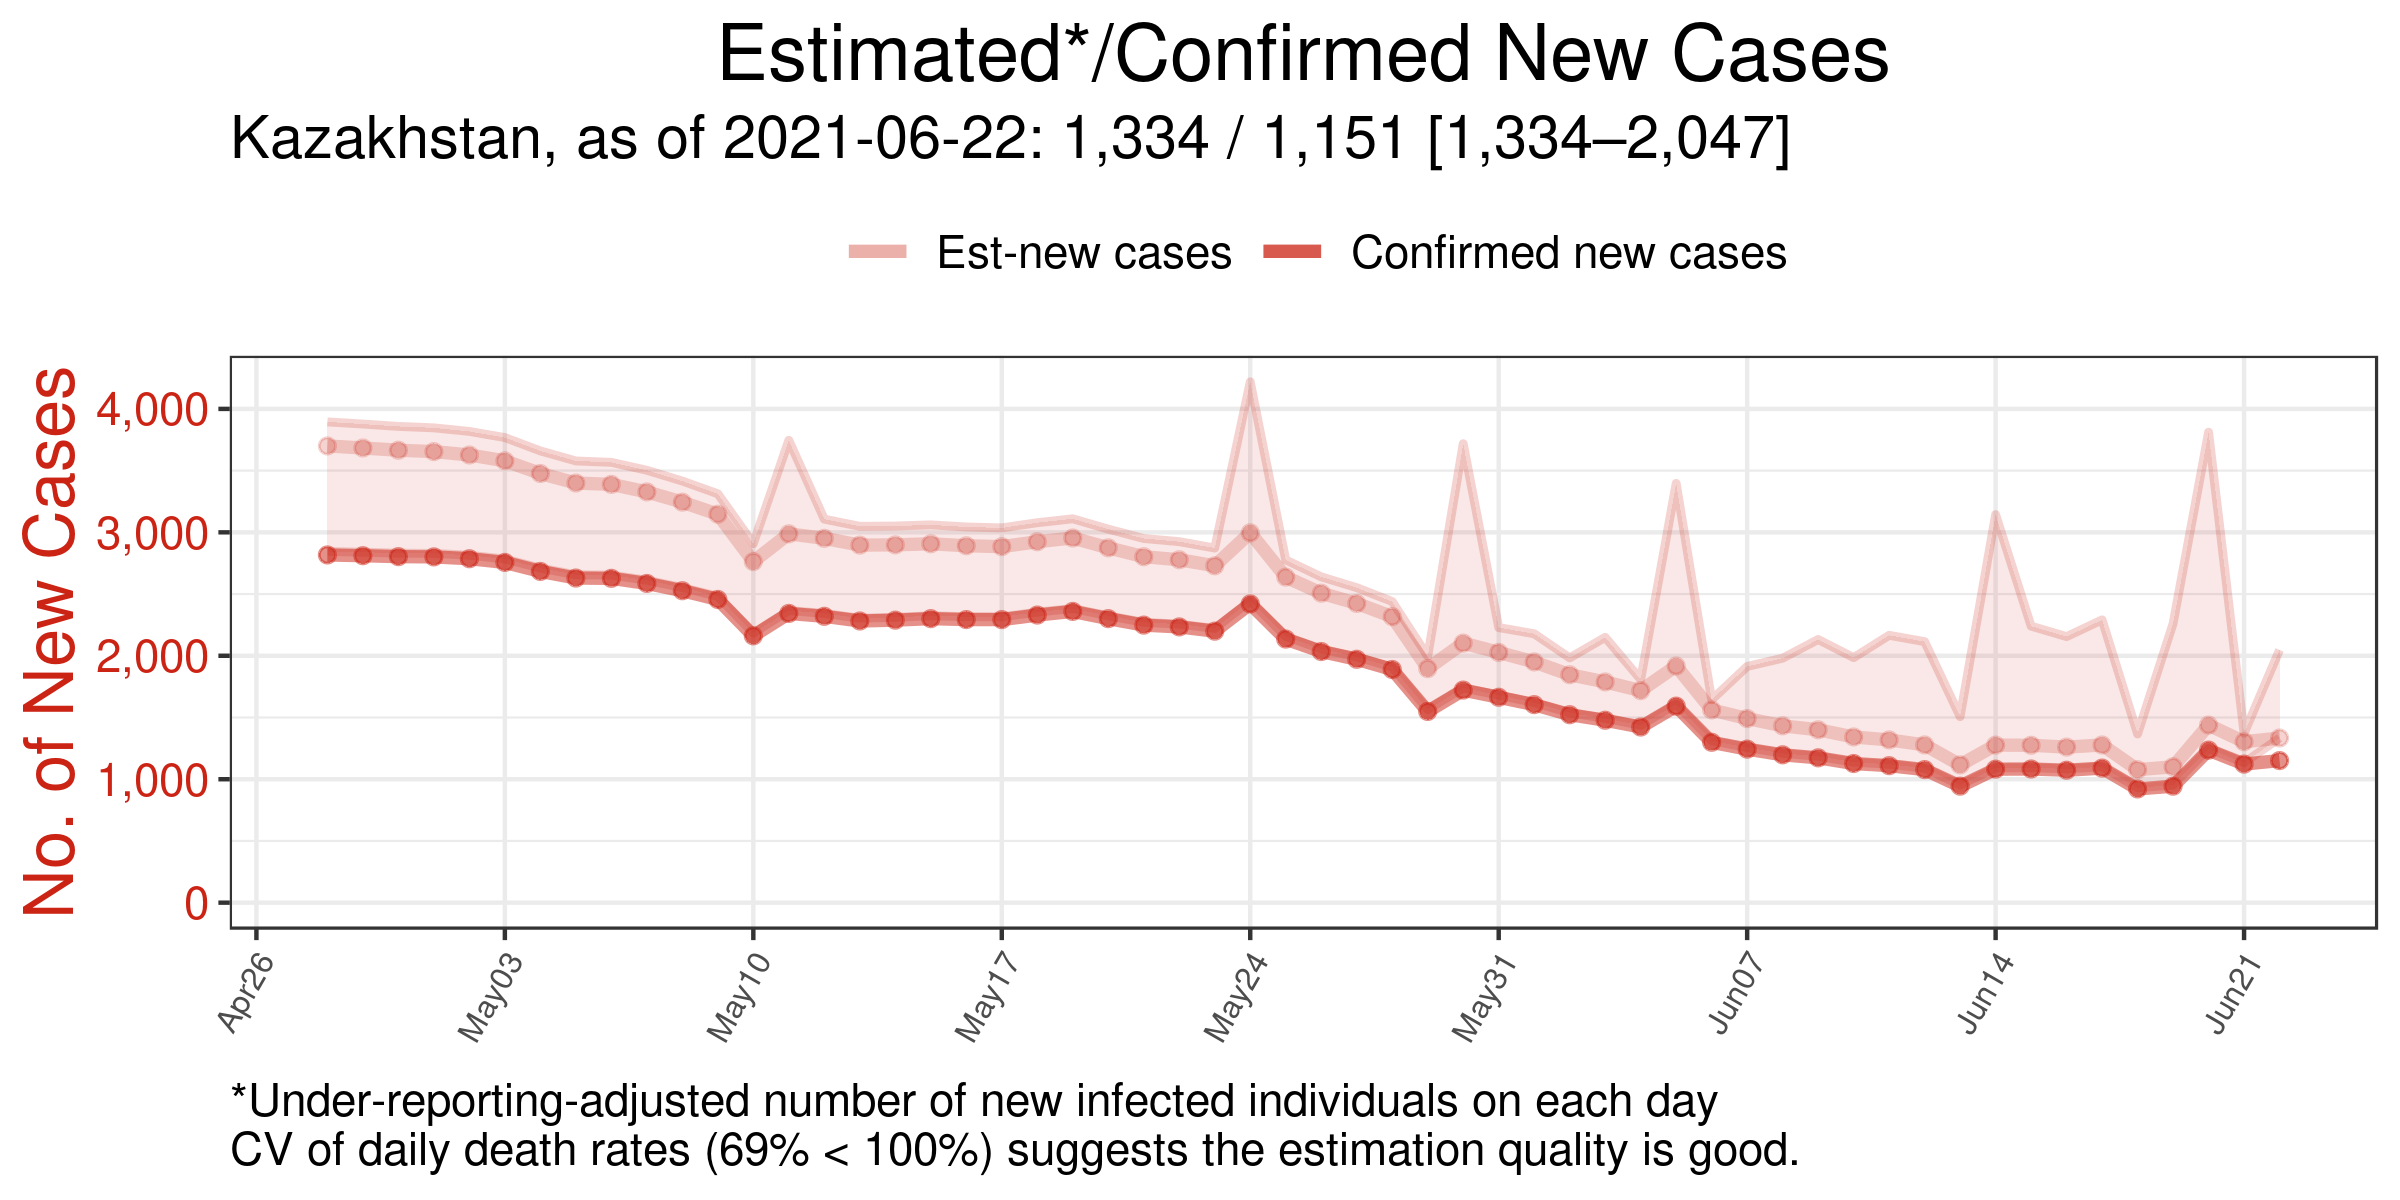 Estimated*/Confirmed New Cases
Kazakhstan, as of 2021-06-22: 1,334 / 1,151 [1,334–2,047]
Est-new cases
Confirmed new cases
No. of New Cases
4,000
3,000
2,000
1,000
0
Apr26
May03
May10
May17
May24
May31
Jun07
Jun14
Jun21
*Under-reporting-adjusted number of new infected individuals on each day
CV of daily death rates (69% < 100%) suggests the estimation quality is good.